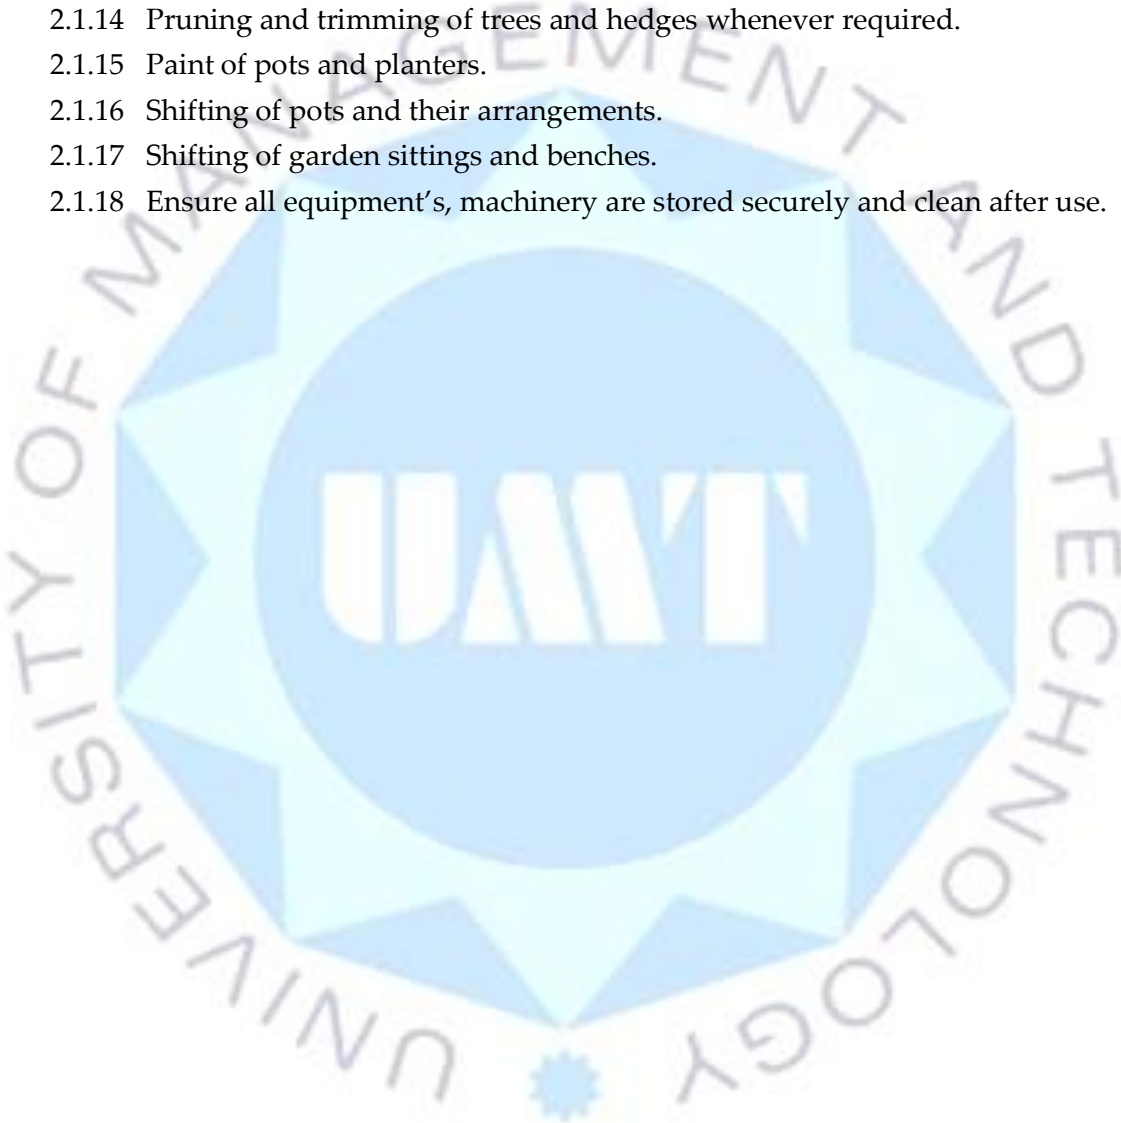 2.1.14 Pruning and trimming of trees and hedges whenever required.
2.1.15 Paint of pots and planters.
2.1.16 Shifting of pots and their arrangements.
2.1.17 Shifting of garden sittings and benches.
2.1.18 Ensure all equipment’s, machinery are stored securely and clean after use.
UNIVERSITY OF MANAGEMENT AND TECHNOLOGY
UMT